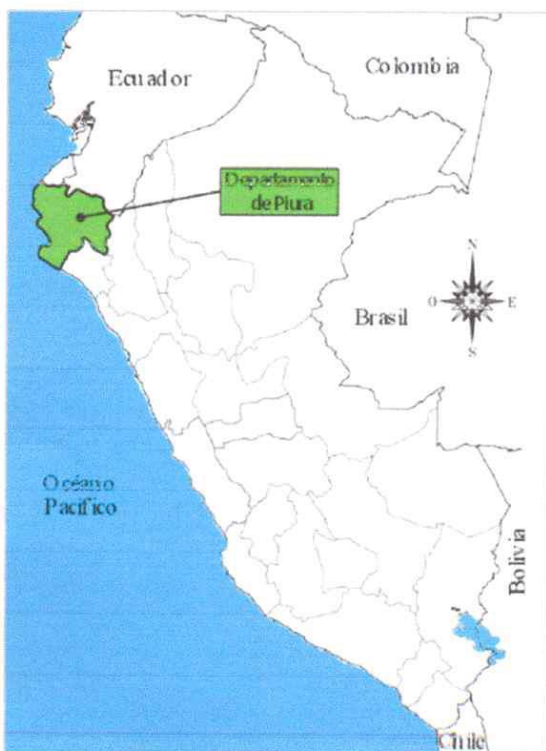 Ecuador
Colombia
Departamento
de Piura
N
O
E
S
Brasil
Océano
Pacífico
Bolivia
Chile